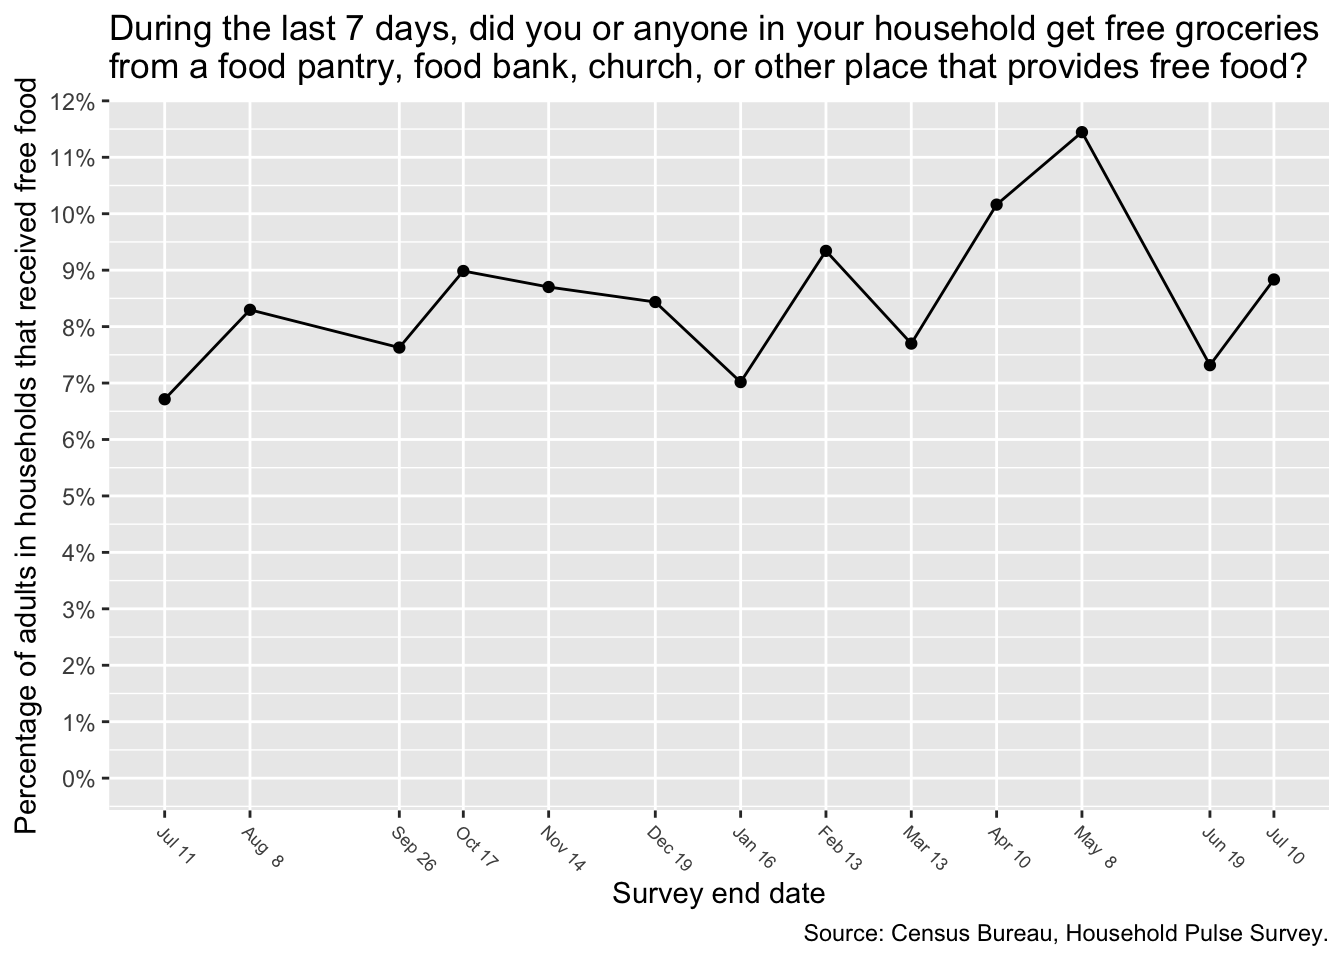 During the last 7 days, did you or anyone in your household get free groceries
from a food pantry, food bank, church, or other place that provides free food?
Percentage of adults in households that received free food
12%
11%
10%
9%
8%
7%
6%
5%
4%
3%
2%
1%
0%
Jul 11
Aug  8
Sep 26
Oct 17
Nov 14
Dec 19
Jan 16
Feb 13
Mar 13
Apr 10
May  8
Jun 19
Jul 10
Survey end date
Source: Census Bureau, Household Pulse Survey.